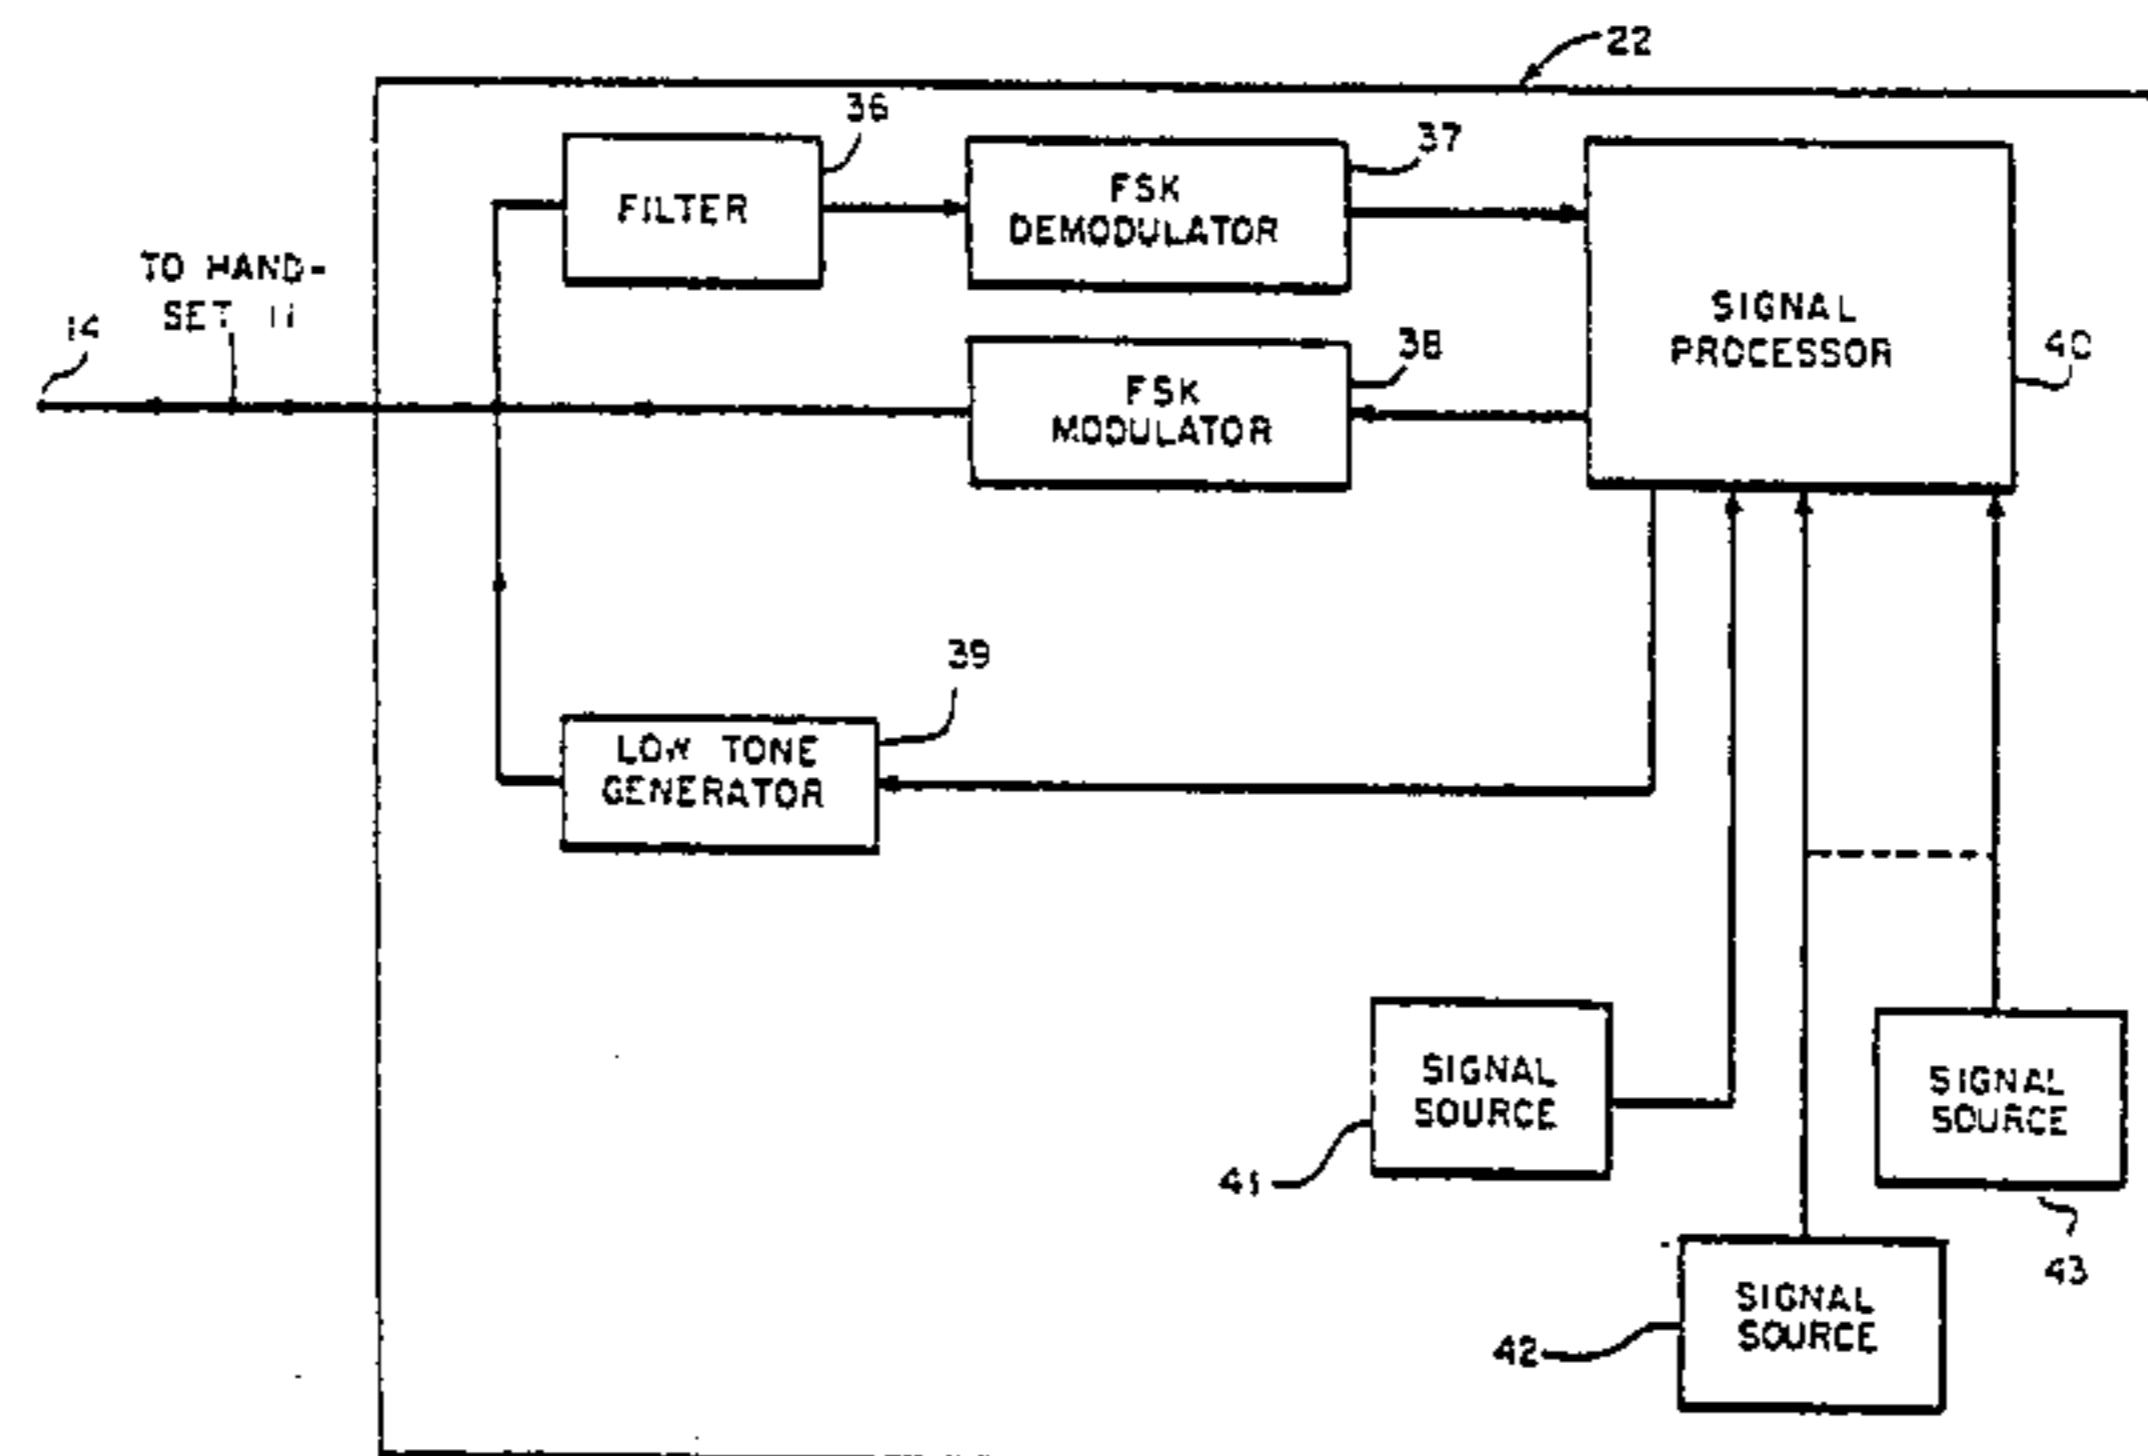 22
36
FILTER
37
FSK
DEMODULATOR
SIGNAL
PROCESSOR
40
TO HAND-
SET 11
14
38
FSK
MODULATOR
39
LOW TONE
GENERATOR
SIGNAL
SOURCE
41
SIGNAL
SOURCE
43
SIGNAL
SOURCE
42